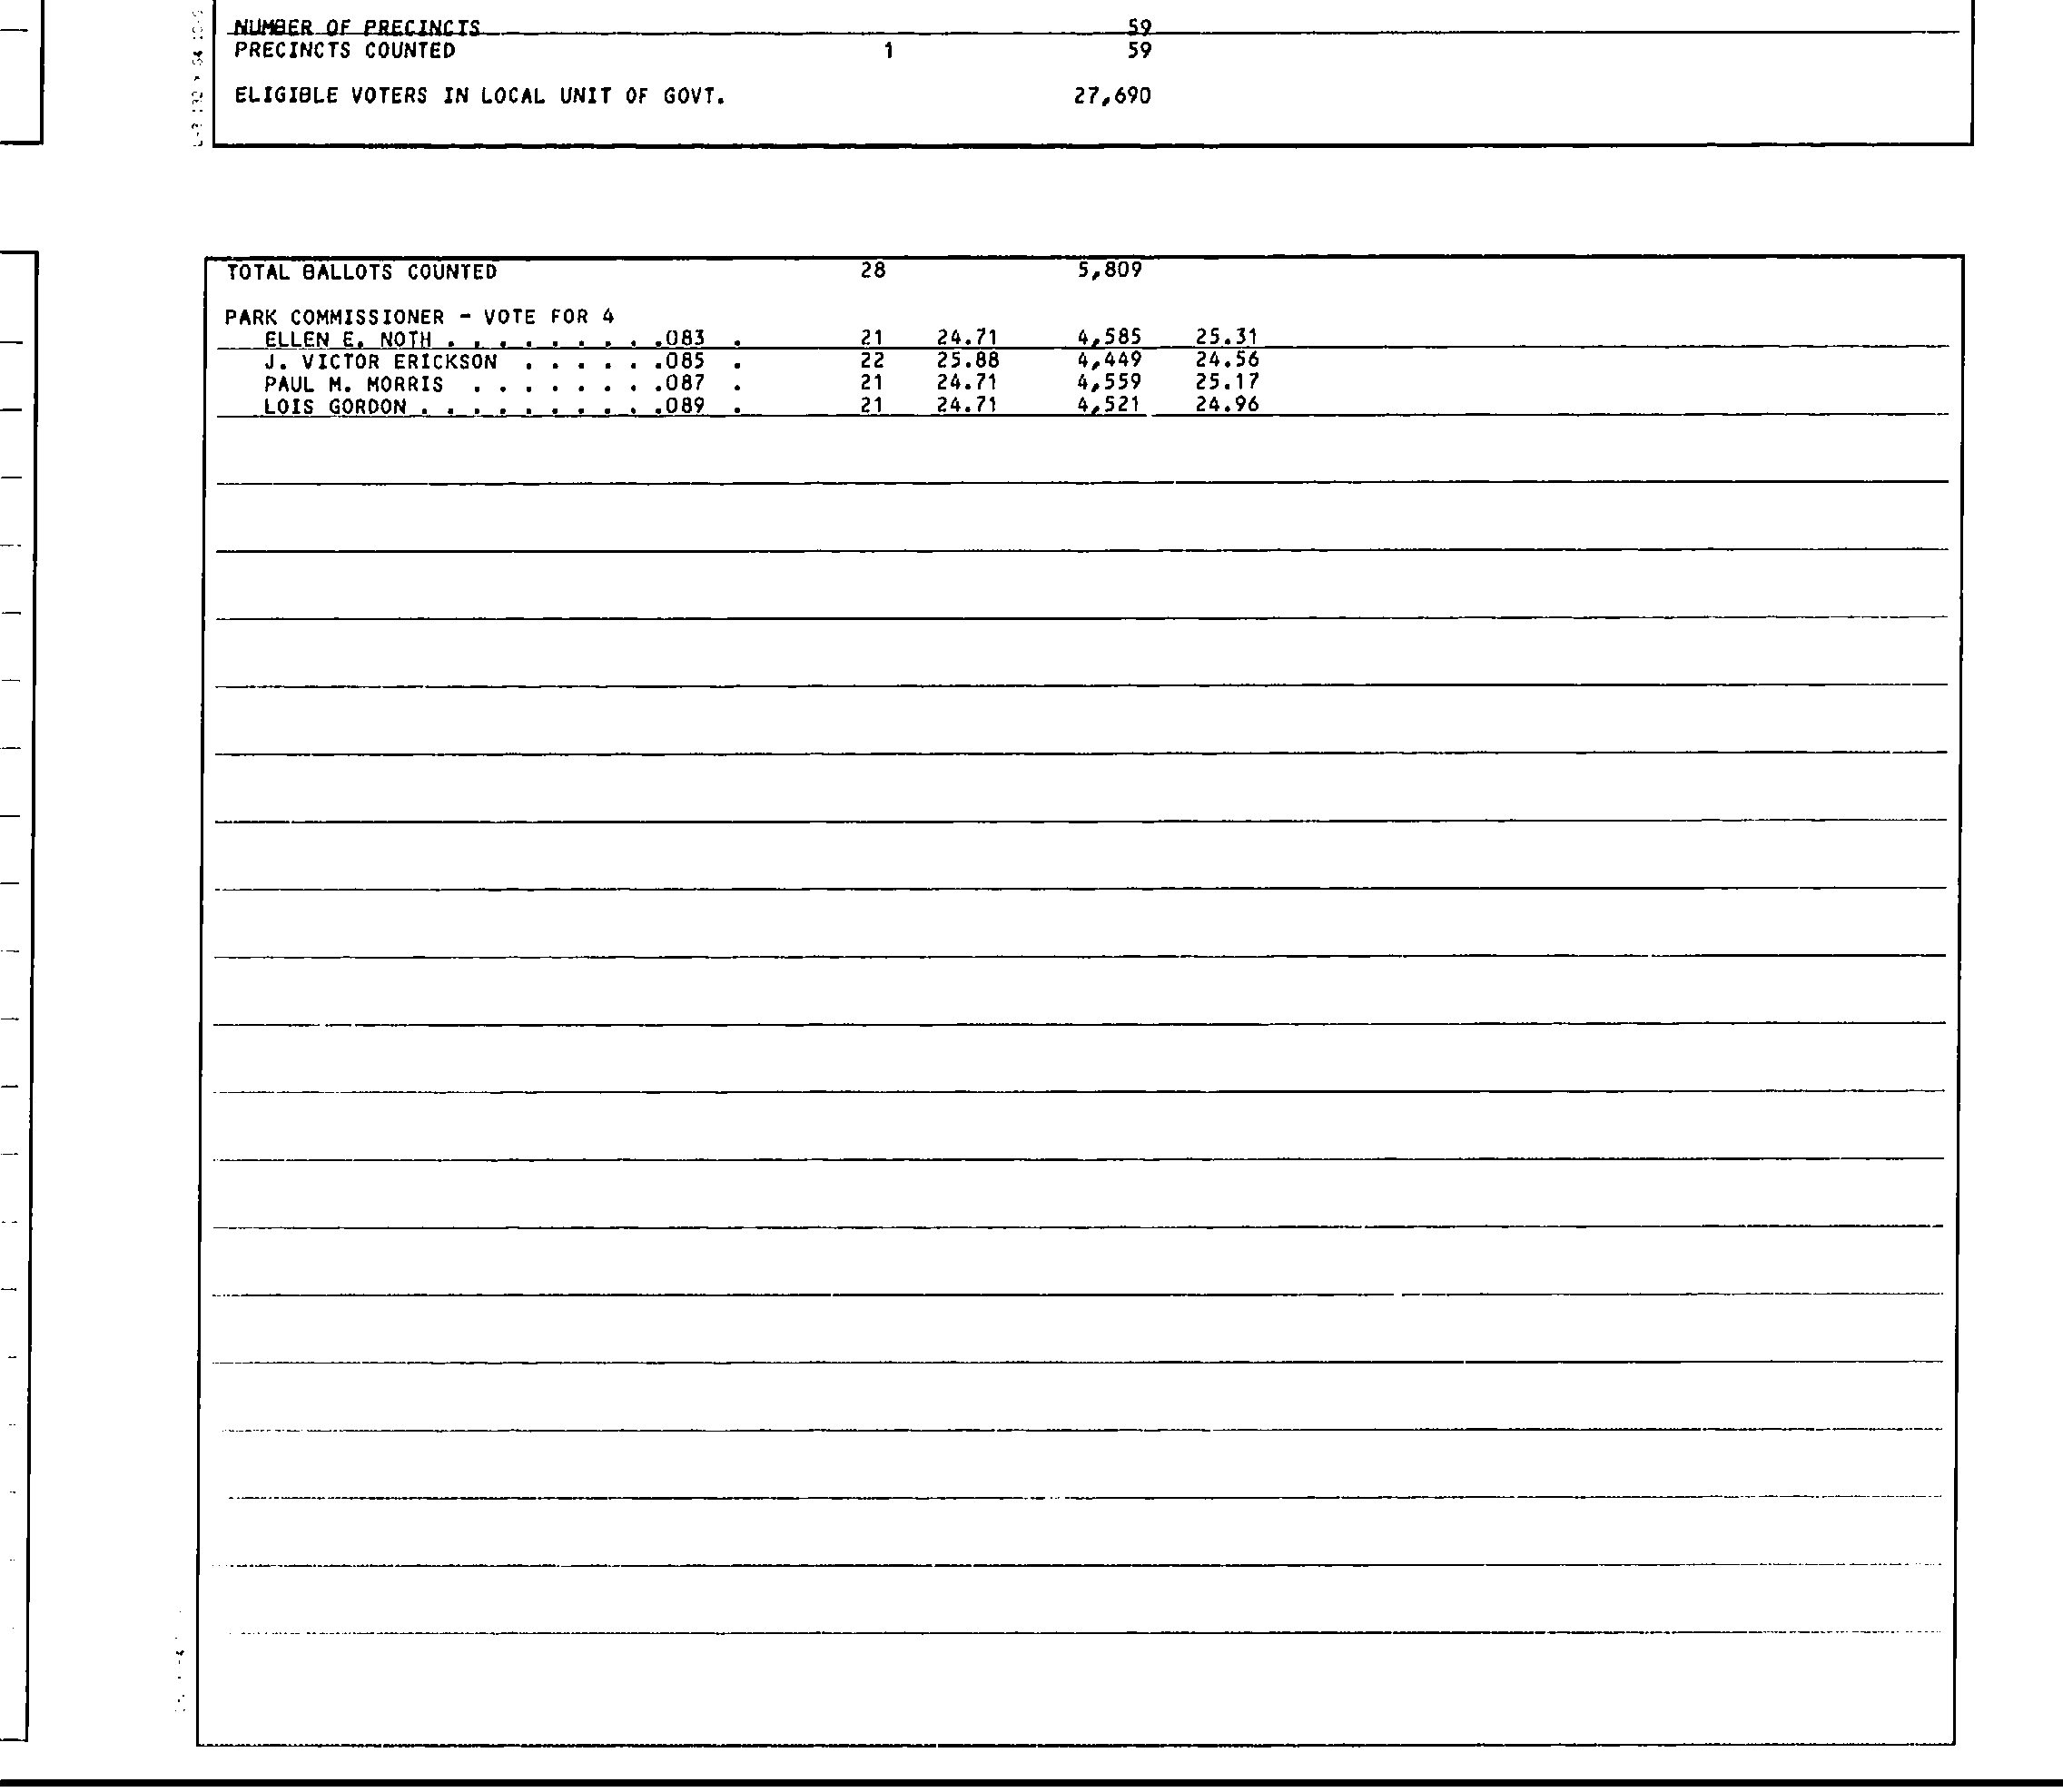 NUMBER OF PRECINCTS 59
PRECINCTS COUNTED 1 59
ELIGIBLE VOTERS IN LOCAL UNIT OF GOVT. 27,690
TOTAL BALLOTS COUNTED 28 5,809
PARK COMMISSIONER - VOTE FOR 4
ELLEN E. NOTH . . . . . . . . .083 . 21 24.71 4,585 25.31
J. VICTOR ERICKSON . . . . . .085 . 22 25.88 4,449 24.56
PAUL M. MORRIS . . . . . . . .087 . 21 24.71 4,559 25.17
LOIS GORDON . . . . . . . . . .089 . 21 24.71 4,521 24.96